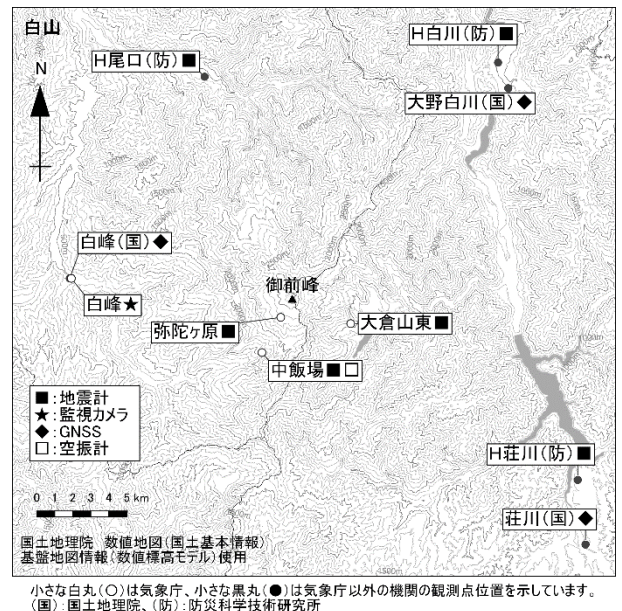 白山
H白川(防)■
H尾口(防)■
N
大野白川(国)◆
白峰(国)◆
白峰★
御前峰
弥陀ヶ原■
大倉山東■
中飯場■□
■:地震計
★:監視カメラ
◆:GNSS
□:空振計
H荘川(防)■
0 1 2 3 4 5 km
荘川(国)◆
国土地理院 数値地図(国土基本情報)
基盤地図情報(数値標高モデル)使用
小さな白丸(○)は気象庁、小さな黒丸(●)は気象庁以外の機関の観測点位置を示しています。
(国):国土地理院、(防):防災科学技術研究所